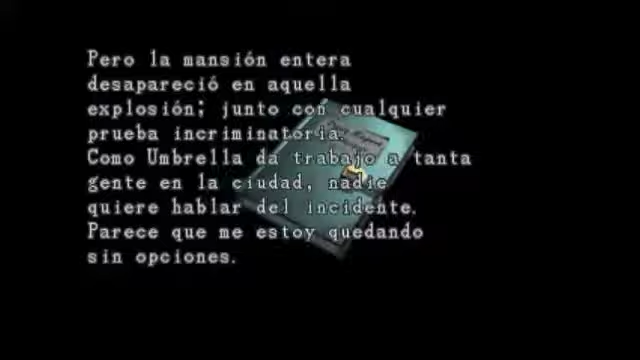 Pero la mansión entera
desapareció en aquella
explosión; junto con cualquier
prueba incriminatoria.
Como Umbrella da trabajo a tanta
gente en la ciudad, nadie
quiere hablar del incidente.
Parece que me estoy quedando
sin opciones.